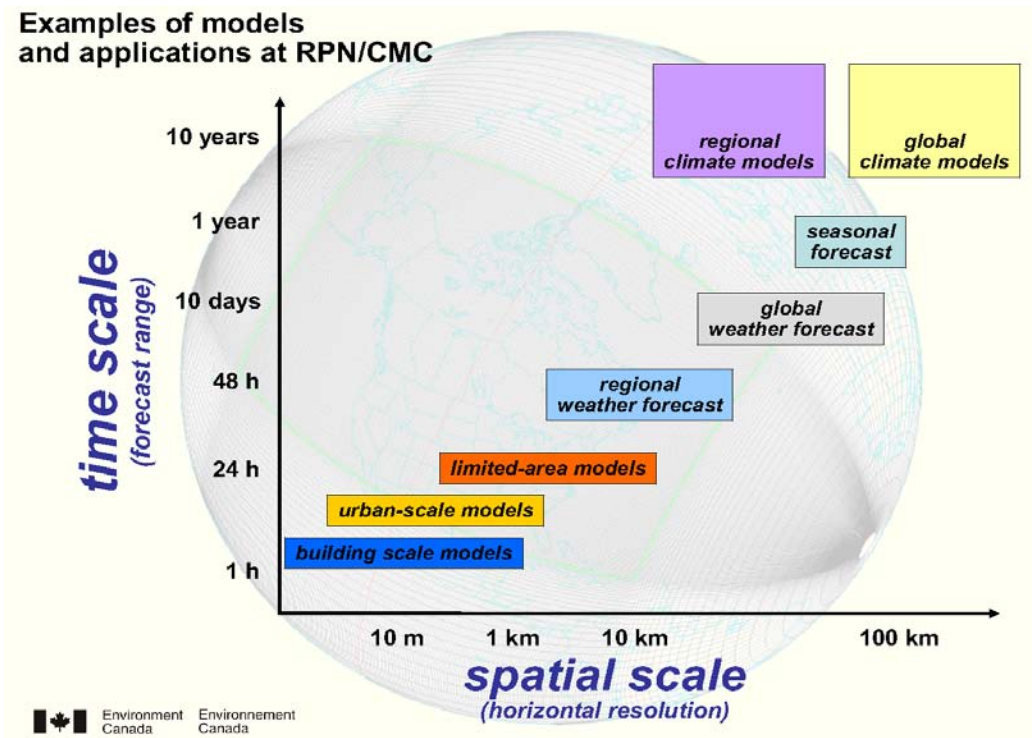 Examples of models
and applications at RPN/CMC
10 years
1 year
10 days
48 h
24 h
1 h
time scale
(forecast range)
regional
climate models
global
climate models
seasonal
forecast
global
weather forecast
regional
weather forecast
limited-area models
urban-scale models
building scale models
10 m
1 km
10 km
100 km
spatial scale
(horizontal resolution)
Environment Environnement
Canada Canada